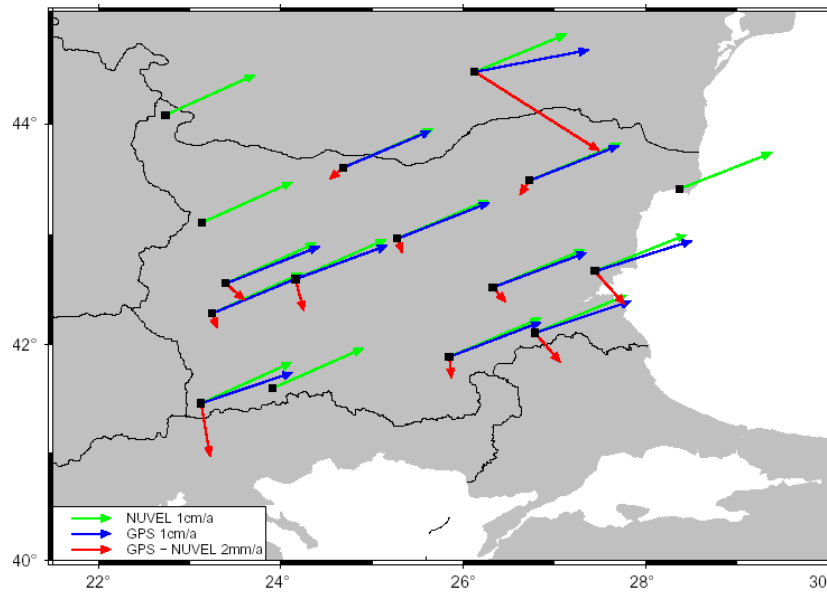 44°
42°
40°
NUVEL 1cm/a
GPS 1cm/a
GPS − NUVEL 2mm/a
22 24 26 28 30